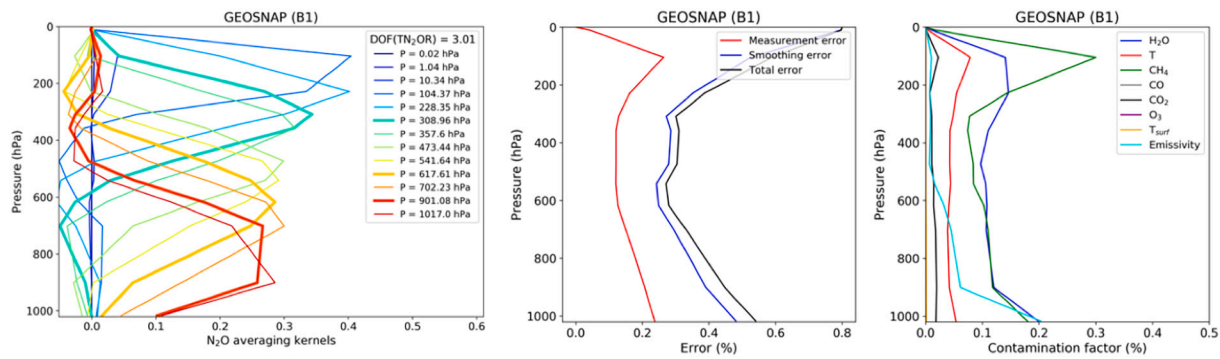 GEOSNAP (B1)
DOF(TN₂OR) = 3.01
P = 0.02 hPa
P = 1.04 hPa
P = 10.34 hPa
P = 104.37 hPa
P = 228.35 hPa
P = 308.96 hPa
P = 357.6 hPa
P = 473.44 hPa
P = 541.64 hPa
P = 617.61 hPa
P = 702.23 hPa
P = 901.08 hPa
P = 1017.0 hPa
Pressure (hPa)
0
200
400
600
800
1000
0.0 0.1 0.2 0.3 0.4 0.5 0.6
N₂O averaging kernels
GEOSNAP (B1)
Measurement error
Smoothing error
Total error
Pressure (hPa)
0
200
400
600
800
1000
0.0 0.2 0.4 0.6 0.8
Error (%)
GEOSNAP (B1)
H₂O
T
CH₄
CO
CO₂
O₃
T_surf
Emissivity
Pressure (hPa)
0
200
400
600
800
1000
0.0 0.1 0.2 0.3 0.4 0.5
Contamination factor (%)